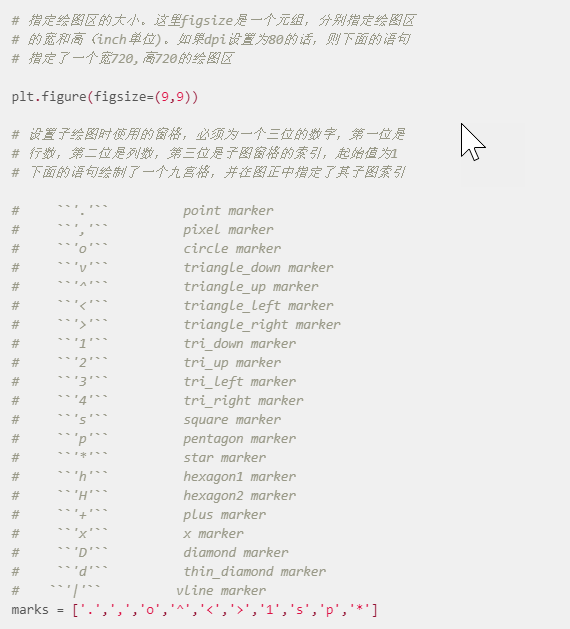 # 指定绘图区的大小。这里figsize是一个元组，分别指定绘图区
# 的宽和高（inch单位）。如果dpi设置为80的话，则下面的语句
# 指定了一个宽720,高720的绘图区
plt.figure(figsize=(9,9))
# 设置子绘图时使用的窗格，必须为一个三位的数字，第一位是
# 行数，第二位是列数，第三位是子图窗格的索引，起始值为1
# 下面的语句绘制了一个九宫格，并在图正中指定了其子图索引
#     ``'.'``          point marker
#     ``','``          pixel marker
#     ``'o'``          circle marker
#     ``'v'``          triangle_down marker
#     ``'^'``          triangle_up marker
#     ``'<'``          triangle_left marker
#     ``'>'``          triangle_right marker
#     ``'1'``          tri_down marker
#     ``'2'``          tri_up marker
#     ``'3'``          tri_left marker
#     ``'4'``          tri_right marker
#     ``'s'``          square marker
#     ``'p'``          pentagon marker
#     ``'*'``          star marker
#     ``'h'``          hexagon1 marker
#     ``'H'``          hexagon2 marker
#     ``'+'``          plus marker
#     ``'x'``          x marker
#     ``'D'``          diamond marker
#     ``'d'``          thin_diamond marker
#    ``'|'``          vline marker
marks = ['.',',','o','^','<','>','1','s','p','*']